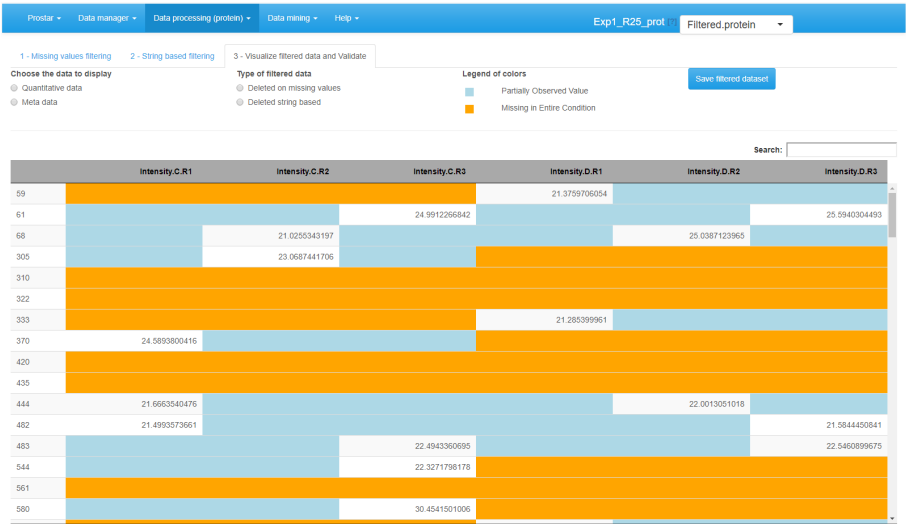 Prostar Data manager Data processing (protein) Data mining Help Exp1_R25_prot [?] Filtered.protein
1 - Missing values filtering 2 - String based filtering 3 - Visualize filtered data and Validate
Choose the data to display Type of filtered data Legend of colors Save filtered dataset
Quantitative data Deleted on missing values Partially Observed Value
Meta data Deleted string based Missing in Entire Condition
Search:
Intensity.C.R1 Intensity.C.R2 Intensity.C.R3 Intensity.D.R1 Intensity.D.R2 Intensity.D.R3
59 21.3759706054
61 24.9912266842 25.5940304493
68 21.0255343197 25.0387123965
305 23.0687441706
310
322
333 21.285399961
370 24.5893800416
420
435
444 21.6663540476 22.0013051018
482 21.4993573661 21.5844450841
483 22.4943360695 22.5460899675
544 22.3271798178
561
580 30.4541501006